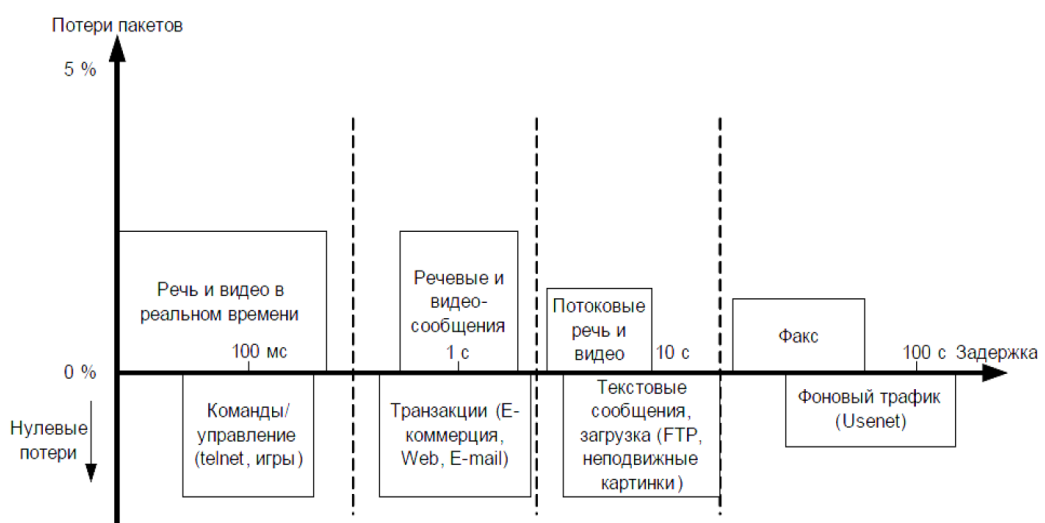 Потери пакетов
5 %
Речь и видео в
реальном времени
100 мс
Речевые и
видео-
сообщения
1 с
Потоковые
речь и
видео
10 с
Факс
100 с Задержка
0 %
Нулевые
потери
Команды/
управление
(telnet, игры)
Транзакции (E-
коммерция,
Web, E-mail)
Текстовые
сообщения,
загрузка (FTP,
неподвижные
картинки)
Фоновый трафик
(Usenet)